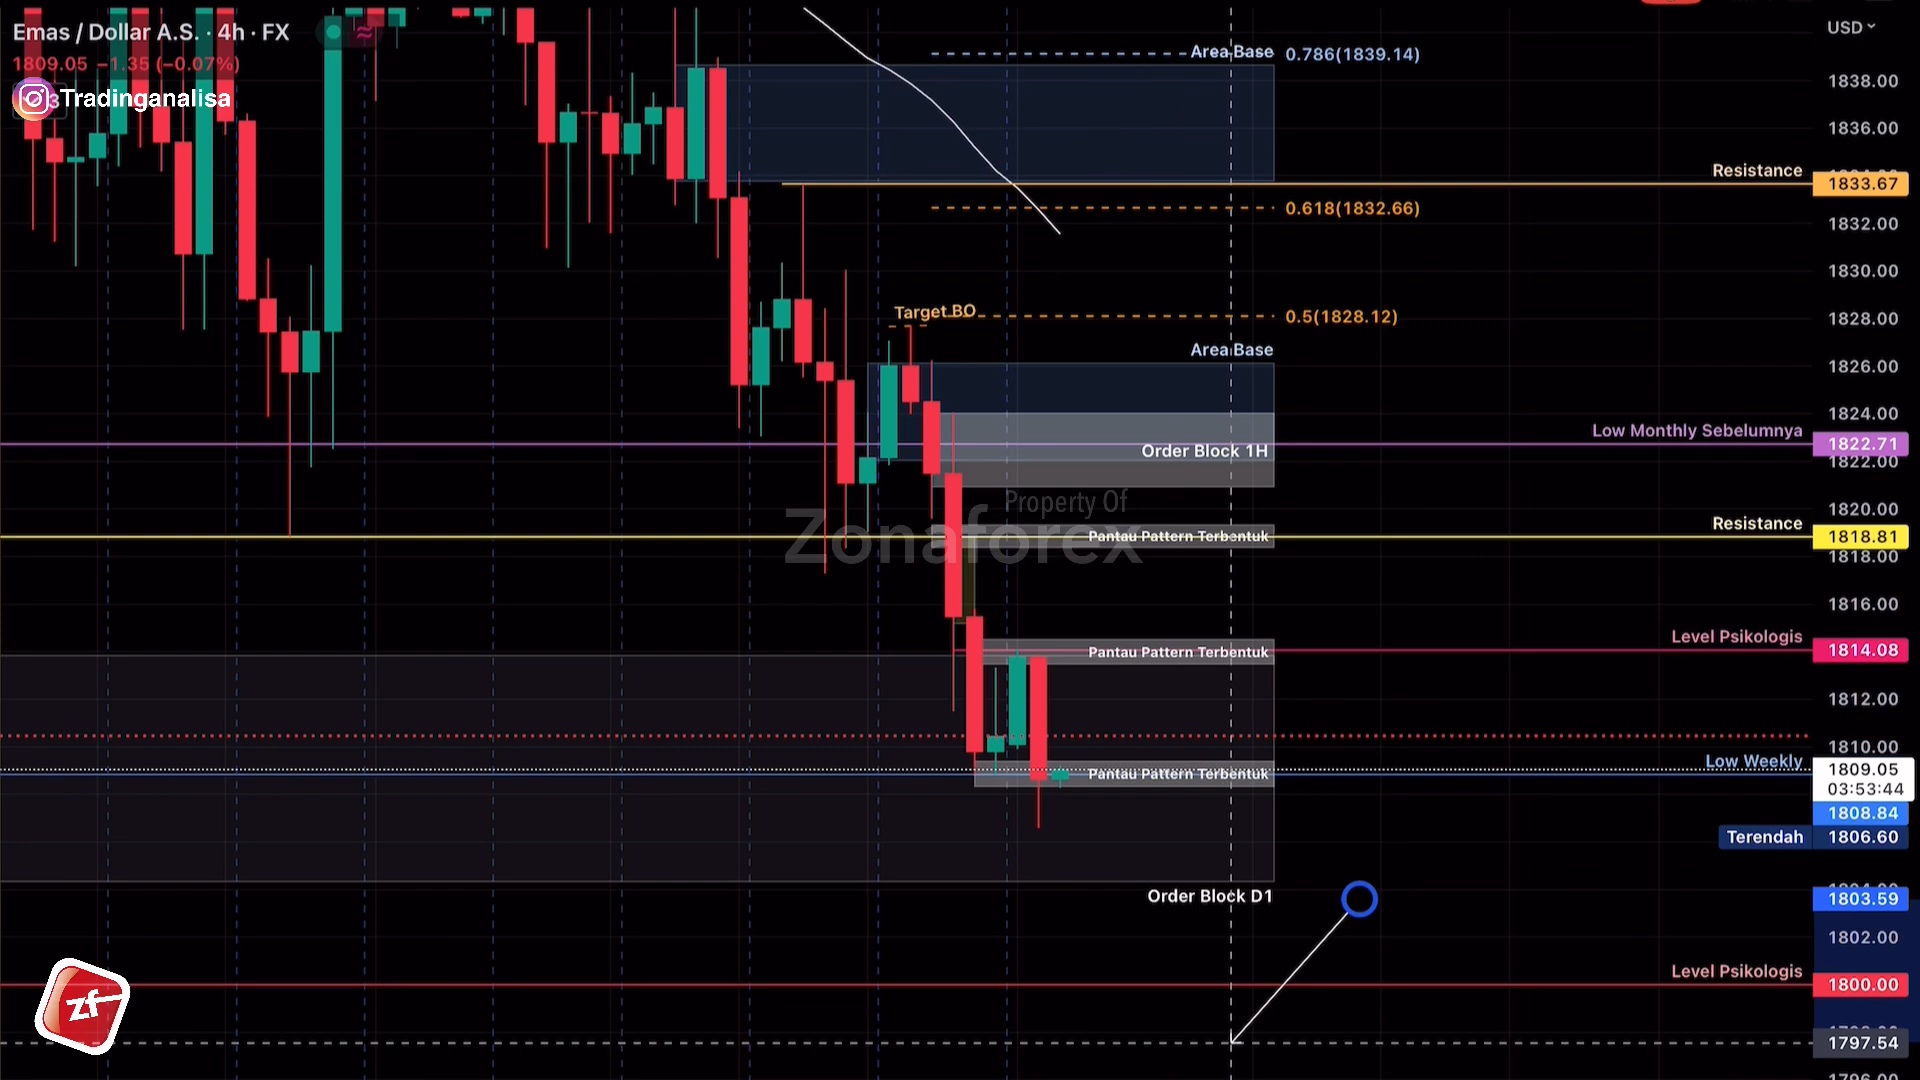 Emas / Dollar A.S. · 4h · FX
1809.05 −1.35 (−0.07%)
Tradinganalisa
USD
Area Base 0.786(1839.14)
1838.00
1836.00
Resistance 1833.67
0.618(1832.66)
1832.00
1830.00
Target BO 0.5(1828.12)
1828.00
Area Base
1826.00
1824.00
Low Monthly Sebelumnya 1822.71
Order Block 1H
1822.00
Property Of
Zonaforex
1820.00
Resistance 1818.81
Pantau Pattern Terbentuk
1818.00
1816.00
Level Psikologis 1814.08
Pantau Pattern Terbentuk
1812.00
1810.00
Low Weekly 1809.05
Pantau Pattern Terbentuk
03:53:44
1808.84
Terendah 1806.60
Order Block D1
1803.59
1802.00
Level Psikologis 1800.00
zf
1797.54